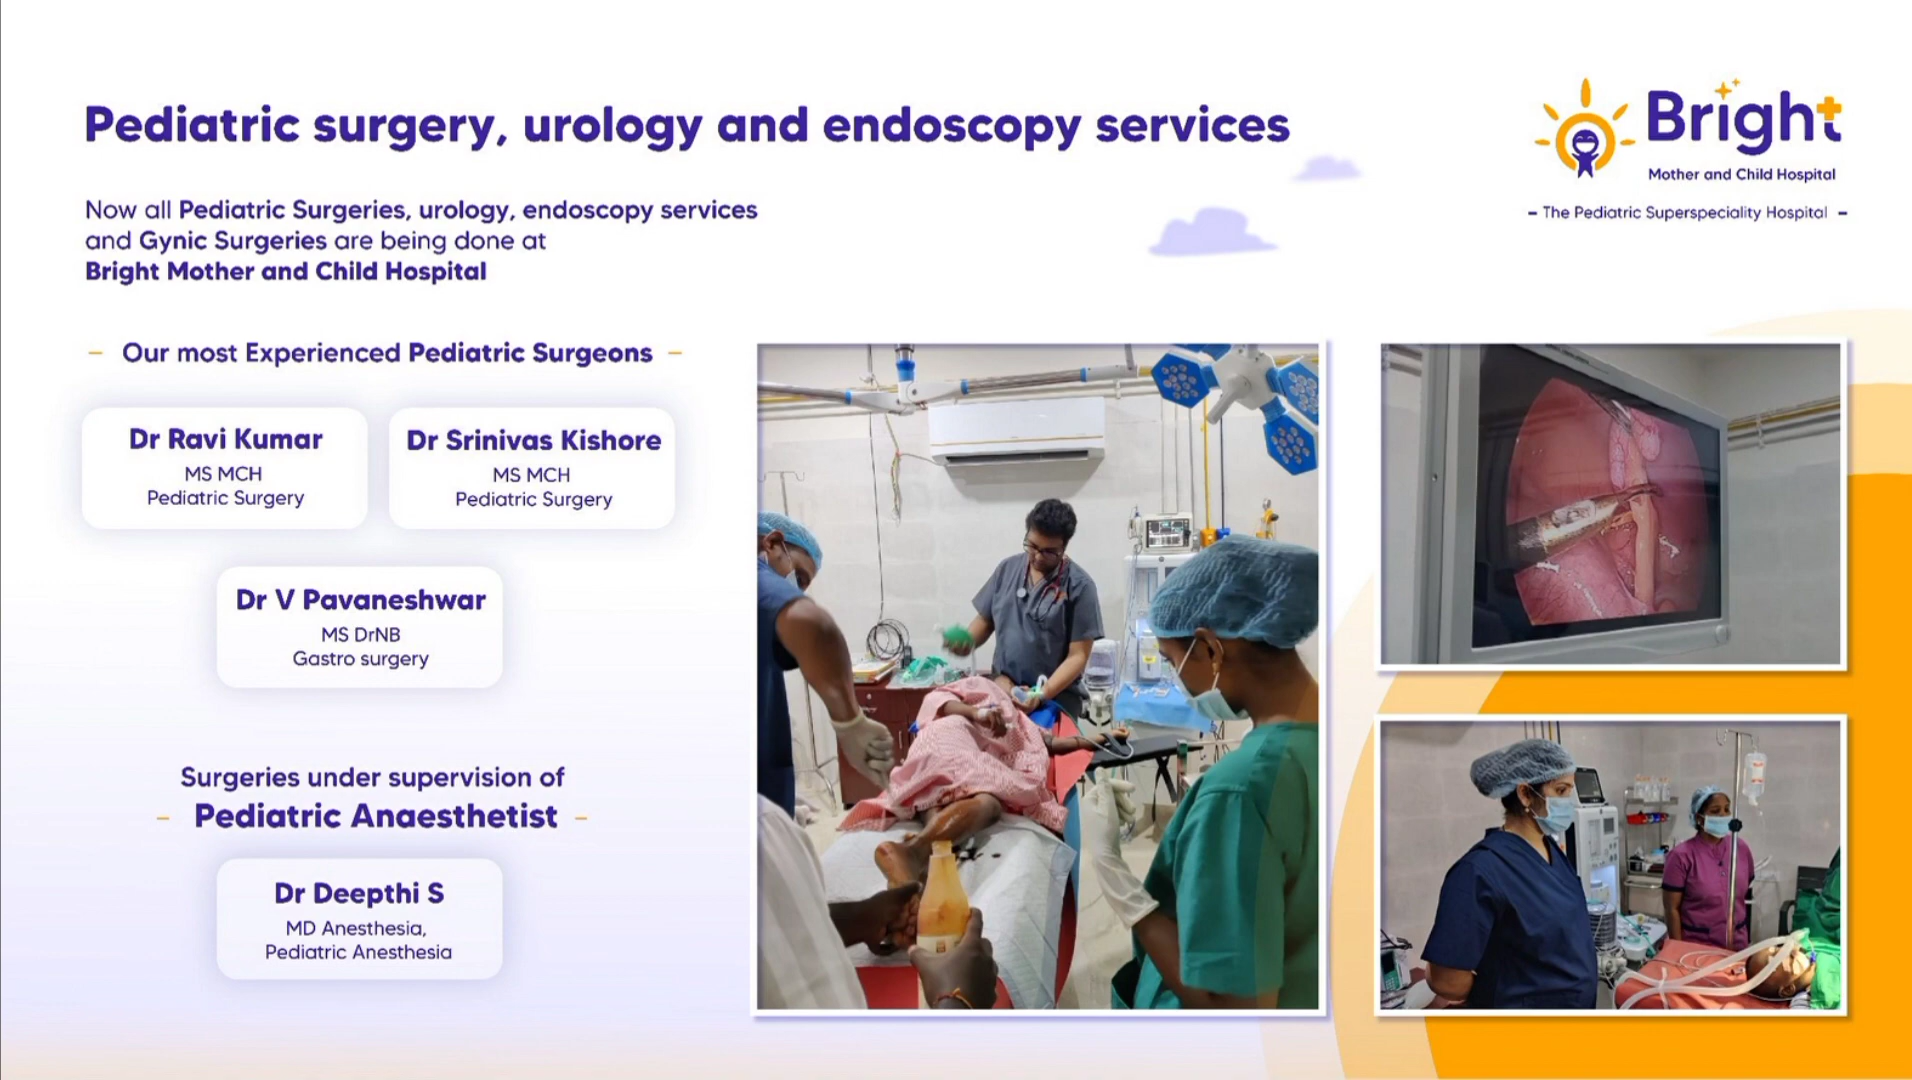 Pediatric surgery, urology and endoscopy services
Bright
Mother and Child Hospital
- The Pediatric Superspeciality Hospital -
Now all Pediatric Surgeries, urology, endoscopy services
and Gynic Surgeries are being done at
Bright Mother and Child Hospital
- Our most Experienced Pediatric Surgeons -
Dr Ravi Kumar
MS MCH
Pediatric Surgery
Dr Srinivas Kishore
MS MCH
Pediatric Surgery
Dr V Pavaneshwar
MS DrNB
Gastro surgery
Surgeries under supervision of
- Pediatric Anaesthetist -
Dr Deepthi S
MD Anesthesia,
Pediatric Anesthesia